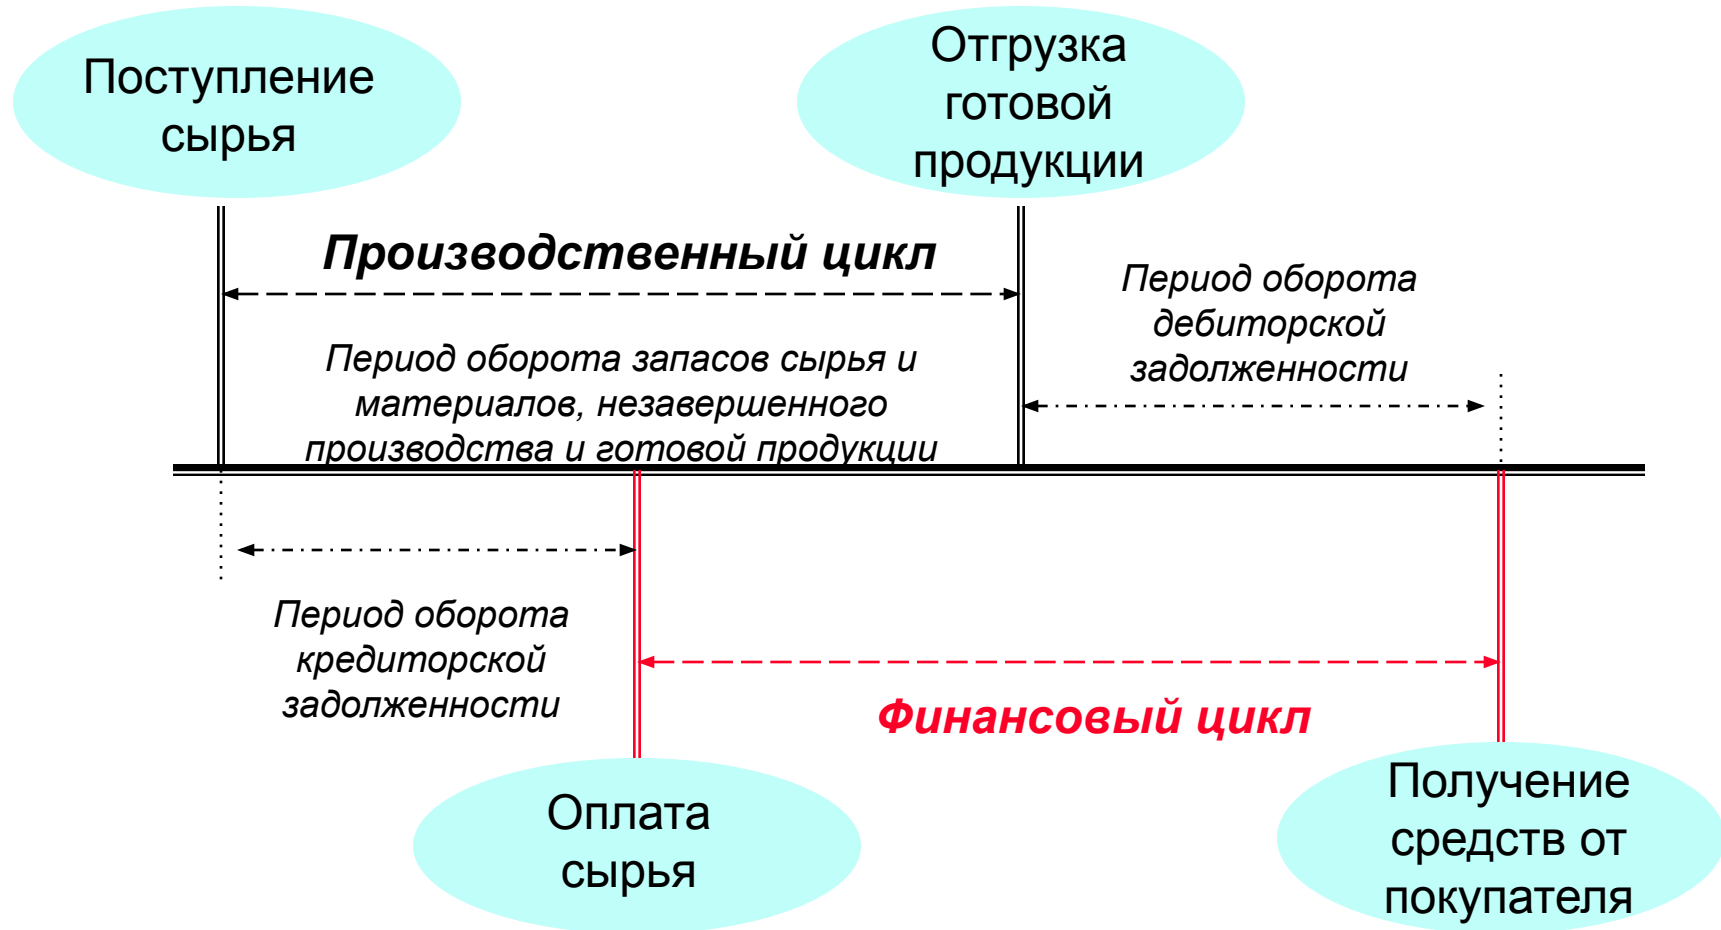 Поступление
сырья
Отгрузка
готовой
продукции
Производственный цикл
Период оборота
дебиторской
задолженности
Период оборота запасов сырья и
материалов, незавершенного
производства и готовой продукции
Период оборота
кредиторской
задолженности
Финансовый цикл
Оплата
сырья
Получение
средств от
покупателя